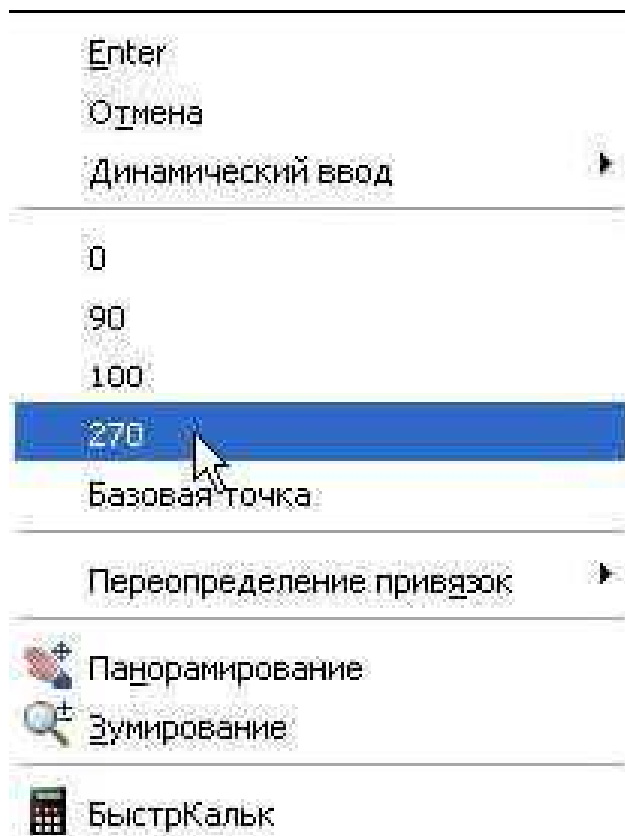 Enter
Отмена
Динамический ввод
0
90
100
270
Базовая точка
Переопределение привязок
Панорамирование
Зумирование
БыстрКальк